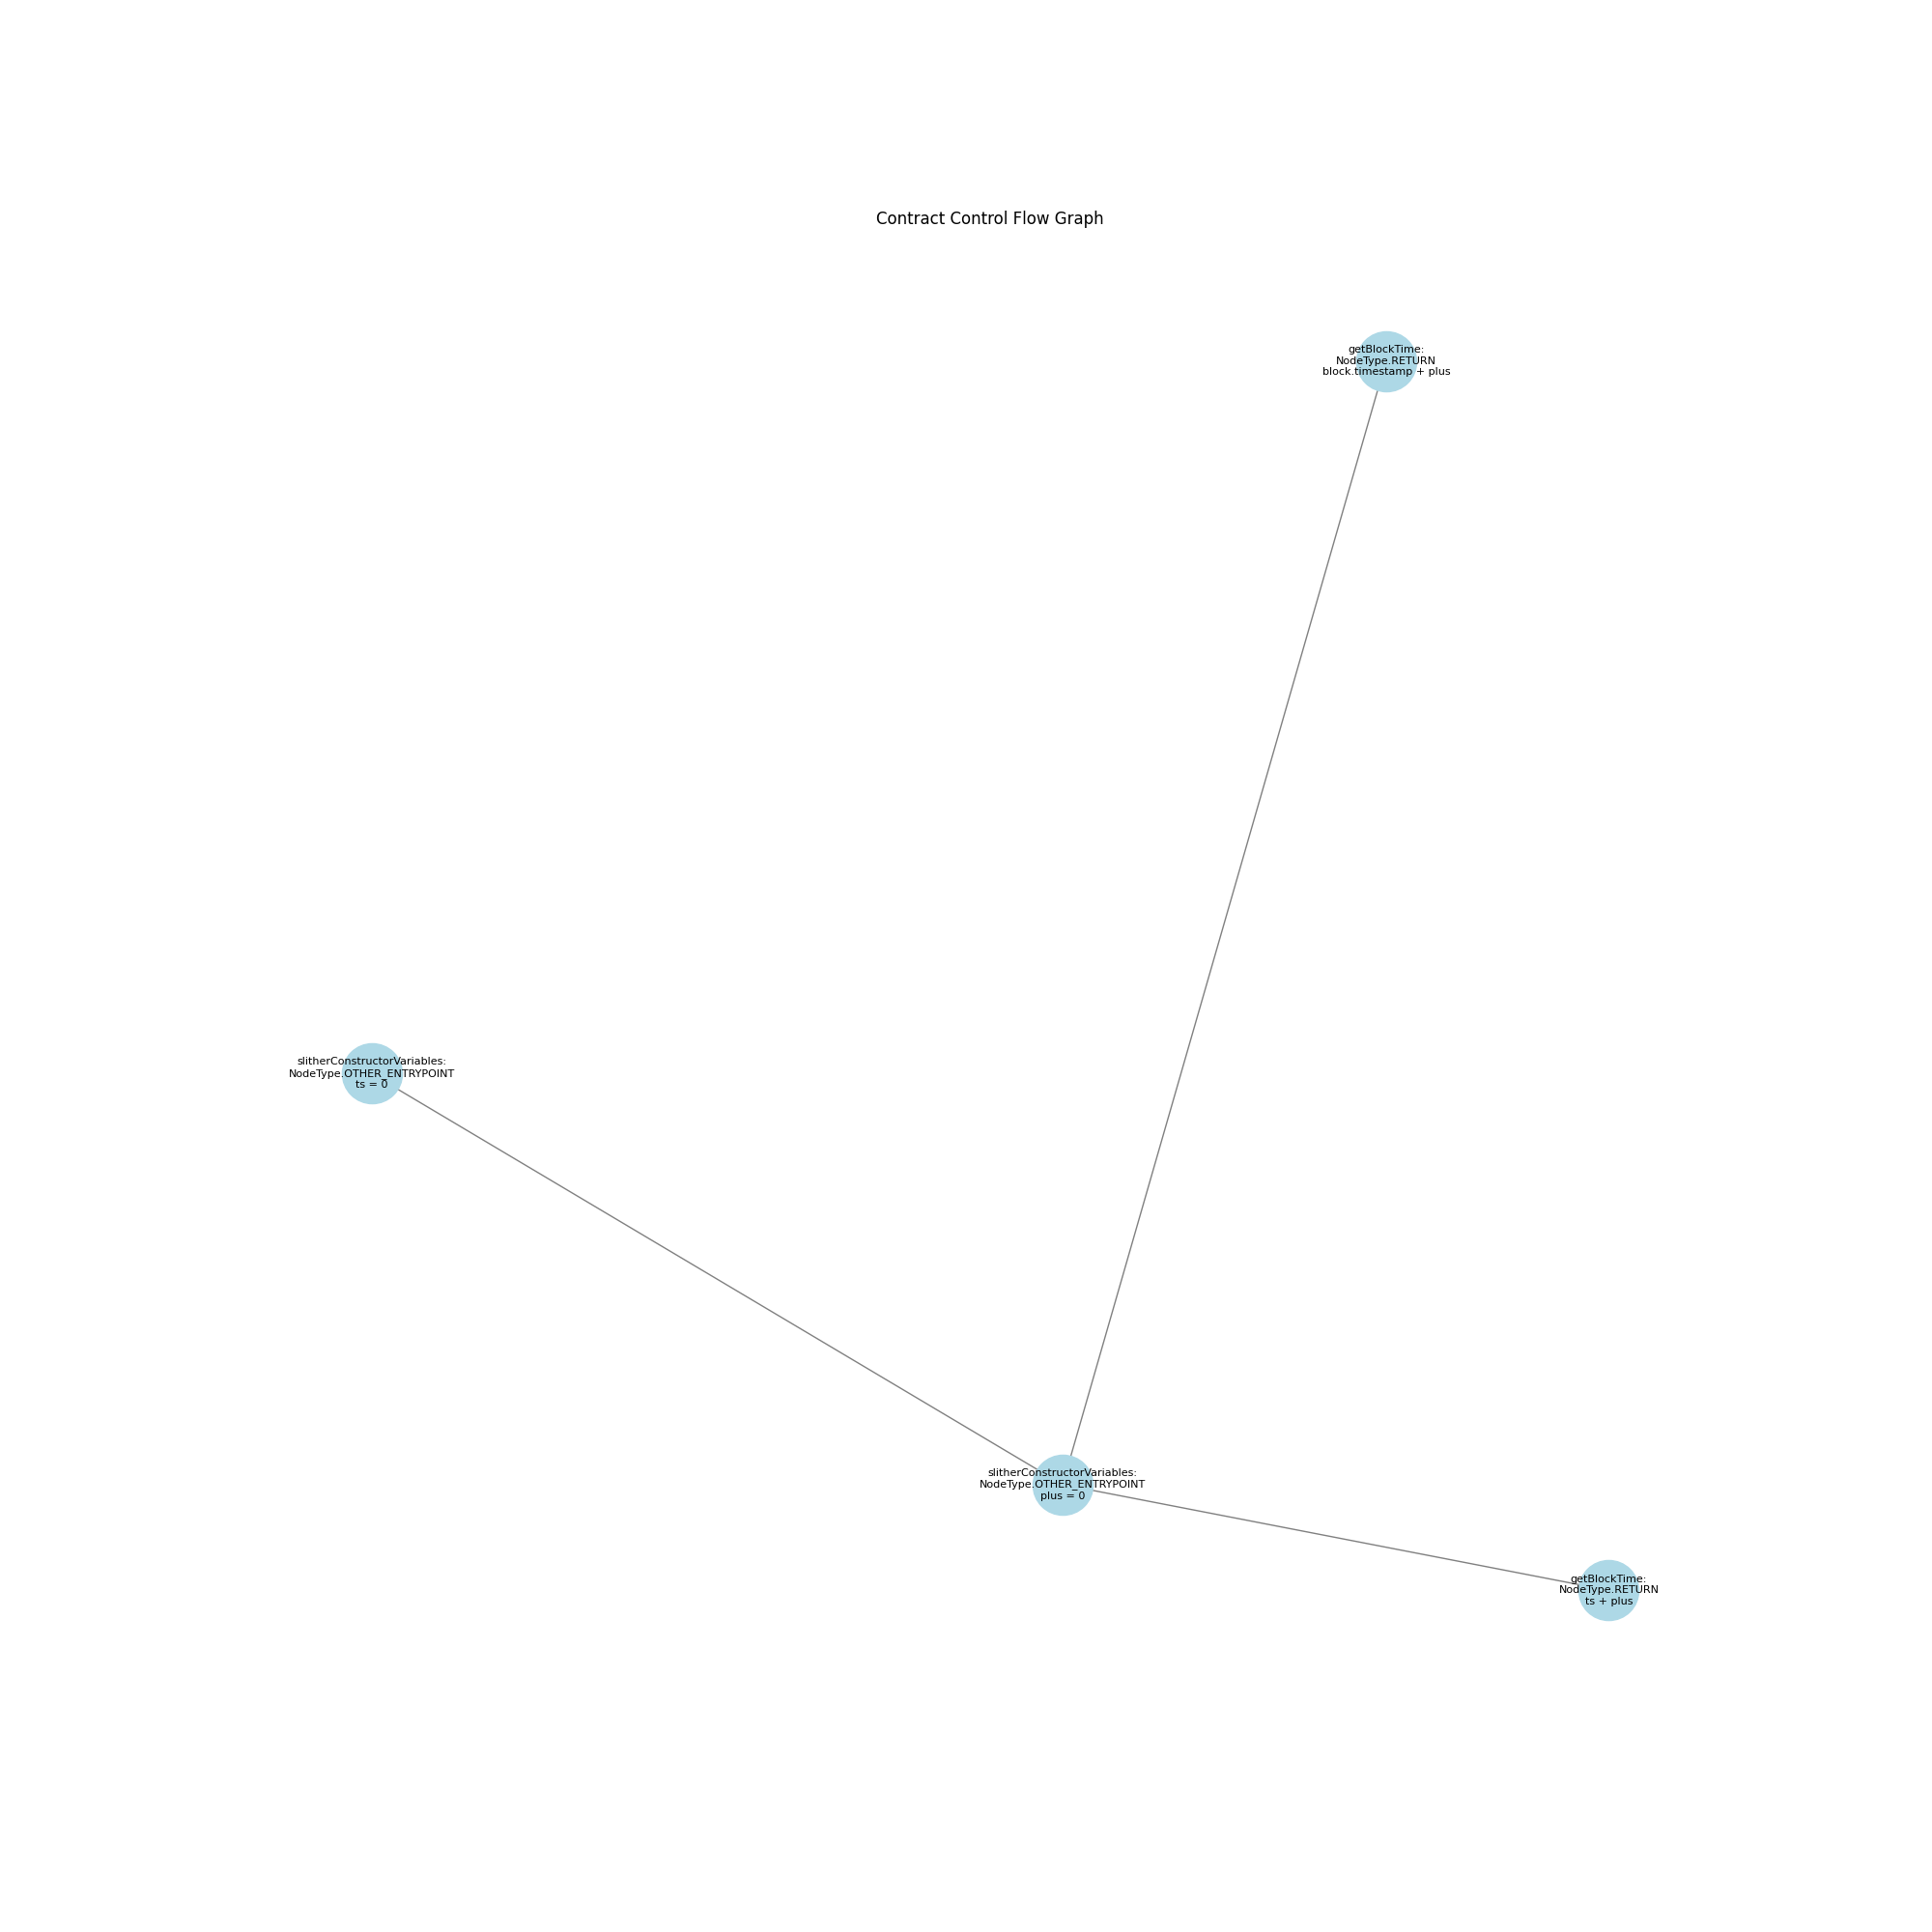 Contract Control Flow Graph
getBlockTime:
NodeType.RETURN
block.timestamp + plus
slitherConstructorVariables:
NodeType.OTHER_ENTRYPOINT
ts = 0
slitherConstructorVariables:
NodeType.OTHER_ENTRYPOINT
plus = 0
getBlockTime:
NodeType.RETURN
ts + plus